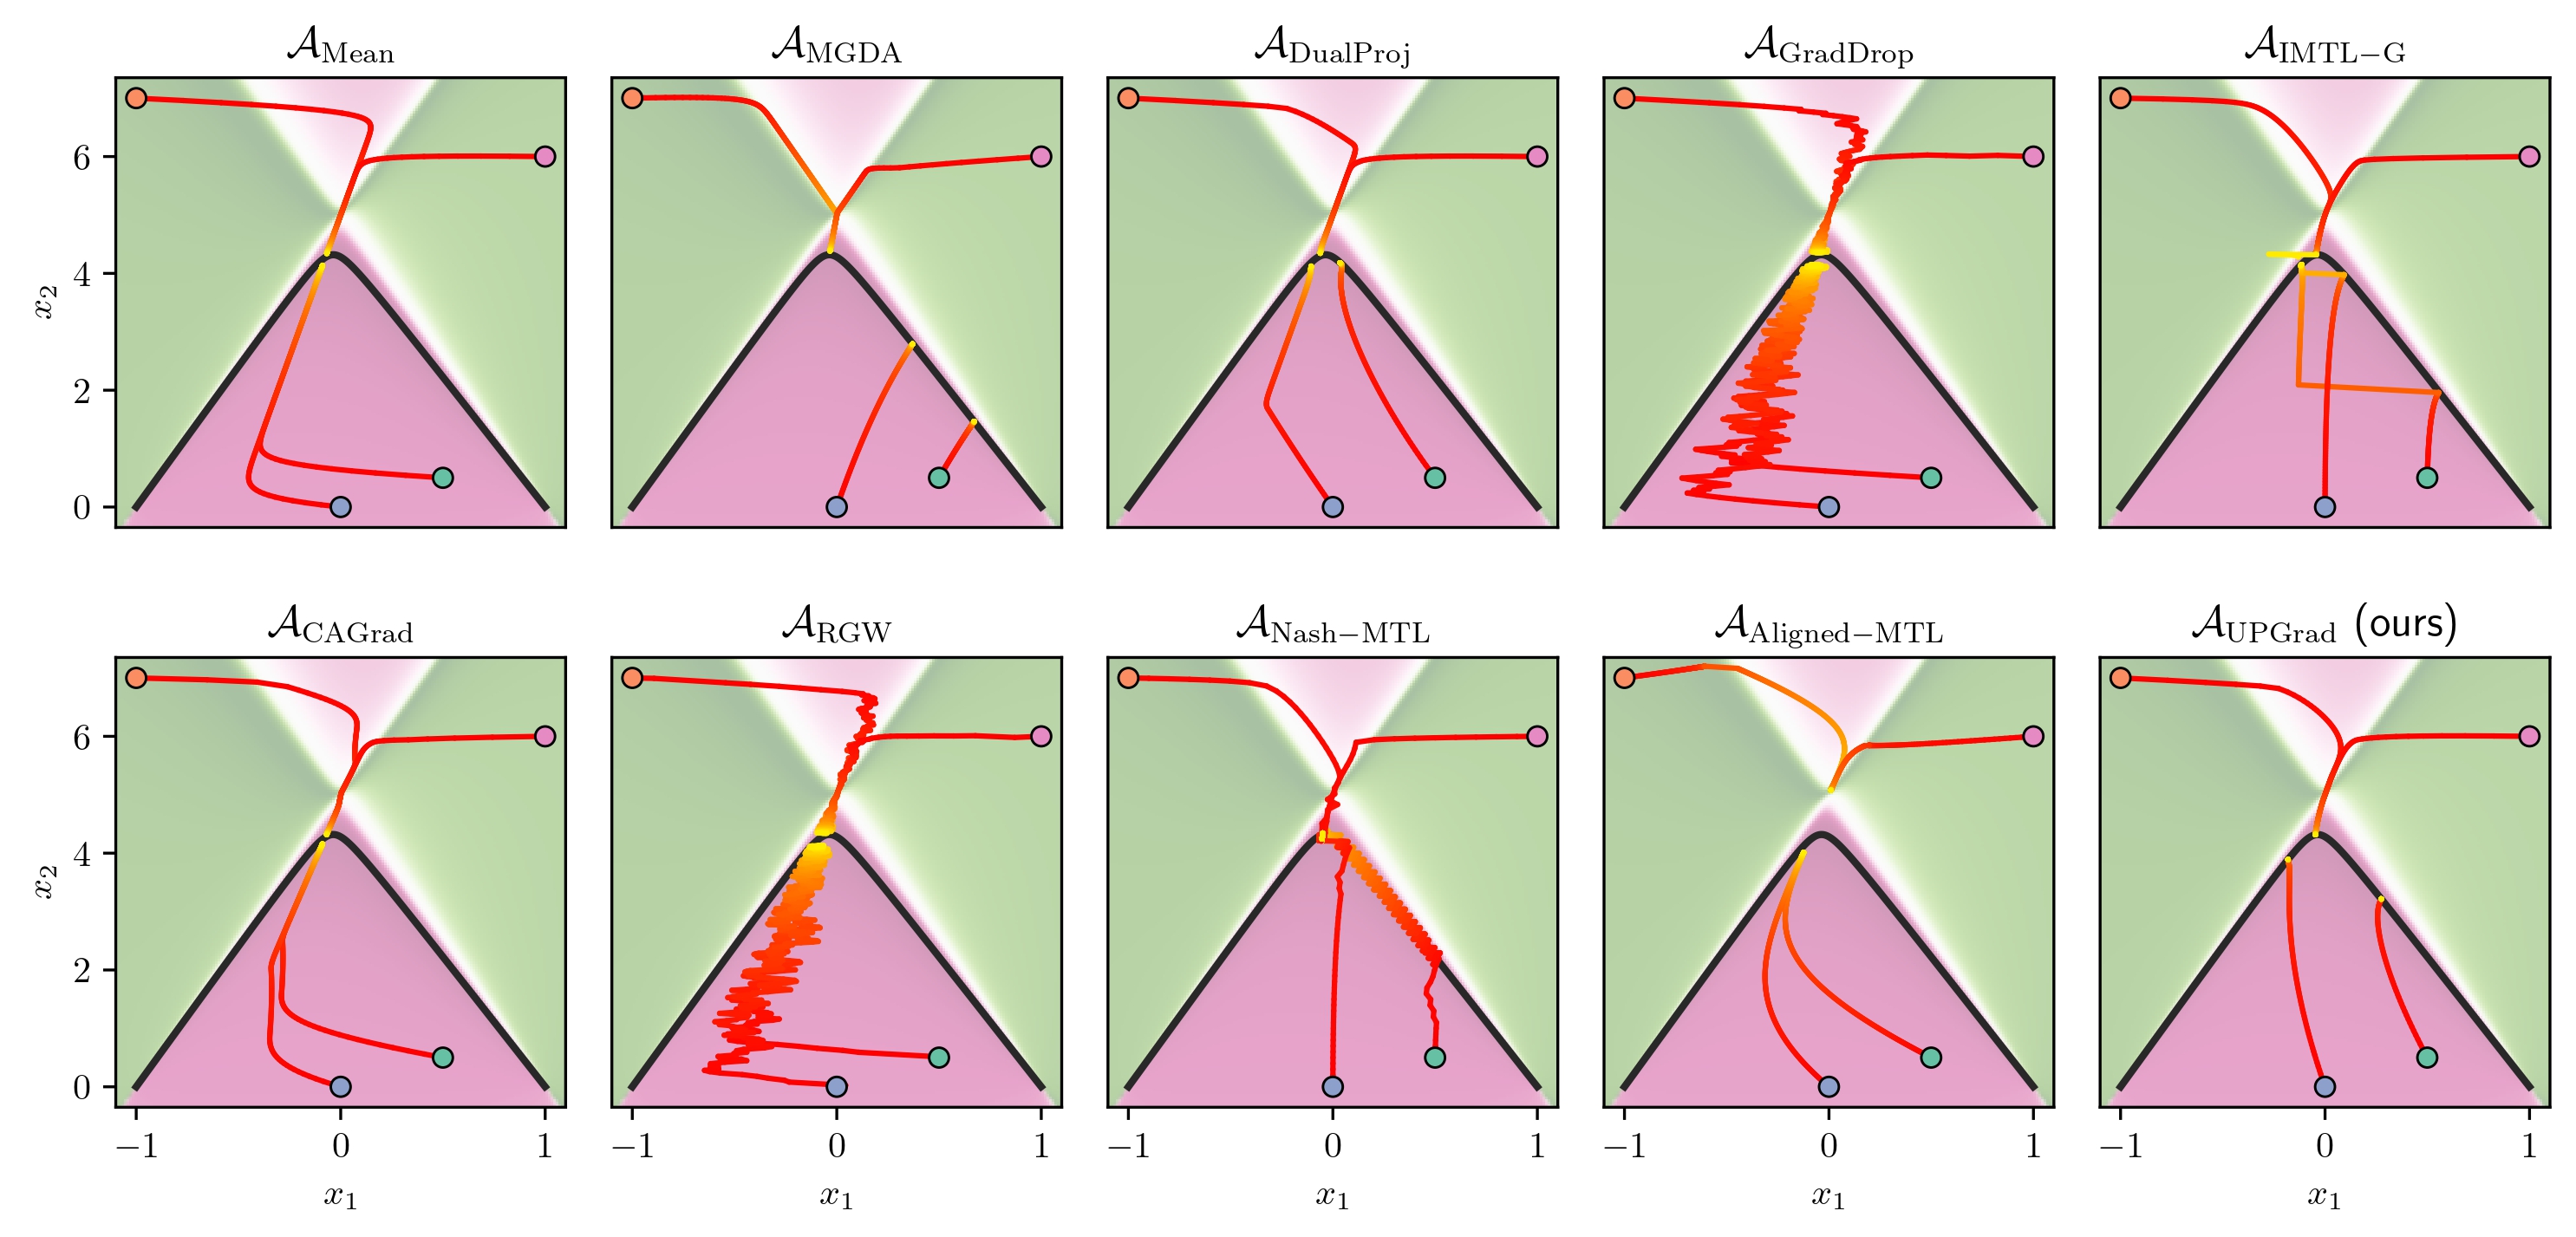 𝒜Mean
𝒜MGDA
𝒜DualProj
𝒜GradDrop
𝒜IMTL−G
6
4
2
0
x2
𝒜CAGrad
𝒜RGW
𝒜Nash−MTL
𝒜Aligned−MTL
𝒜UPGrad (ours)
6
4
2
0
x2
−1 0 1
−1 0 1
−1 0 1
−1 0 1
−1 0 1
x1
x1
x1
x1
x1